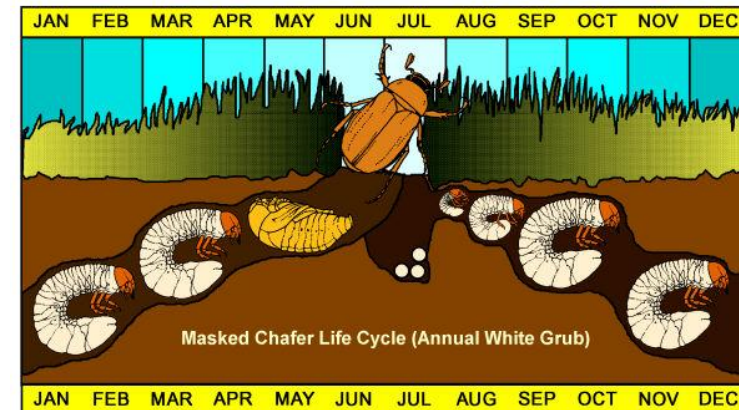 JAN FEB MAR APR MAY JUN JUL AUG SEP OCT NOV DEC
Masked Chafer Life Cycle (Annual White Grub)
JAN FEB MAR APR MAY JUN JUL AUG SEP OCT NOV DEC